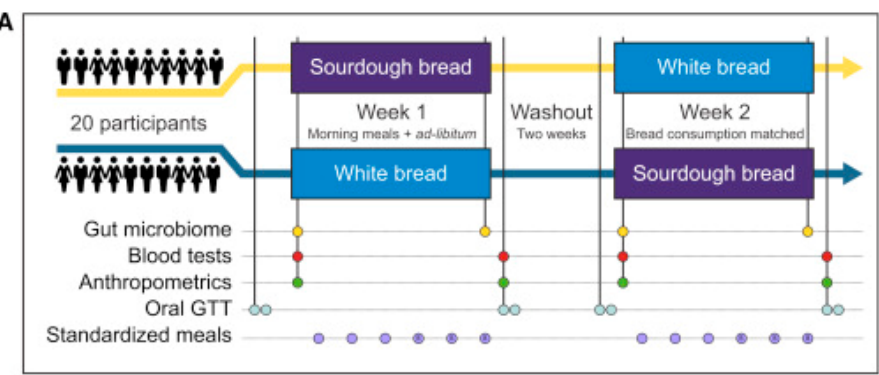 A
Sourdough bread
White bread
20 participants
Week 1
Morning meals + ad-libitum
Washout
Two weeks
Week 2
Bread consumption matched
White bread
Sourdough bread
Gut microbiome
Blood tests
Anthropometrics
Oral GTT
Standardized meals